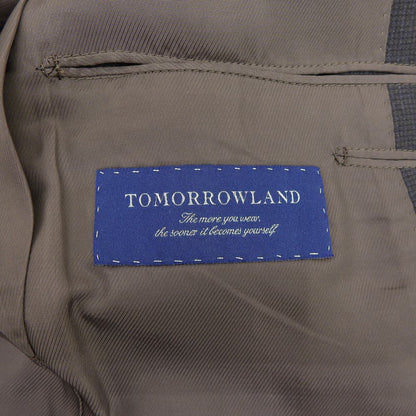 TOMORROWLAND
The more you wear,
the sooner it becomes yourself.